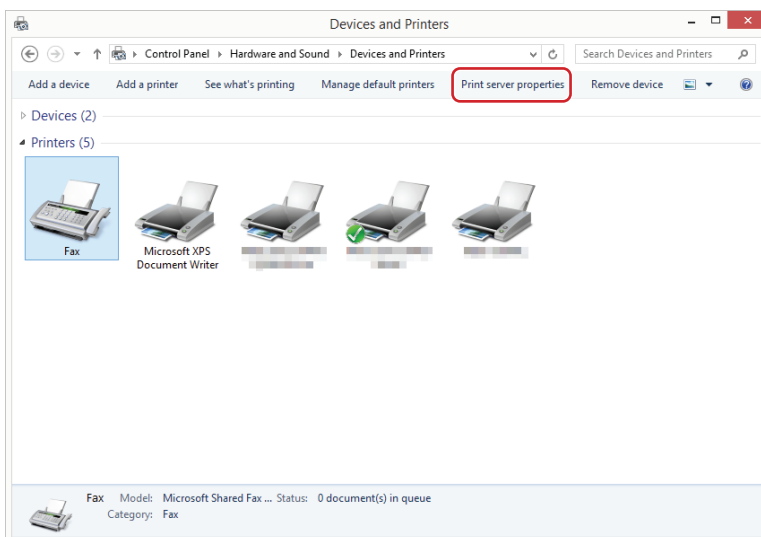 Devices and Printers
Control Panel Hardware and Sound Devices and Printers Search Devices and Printers
Add a device Add a printer See what's printing Manage default printers Print server properties Remove device
Devices (2)
Printers (5)
Fax Microsoft XPS
Document Writer
Fax Model: Microsoft Shared Fax ... Status: 0 document(s) in queue
Category: Fax